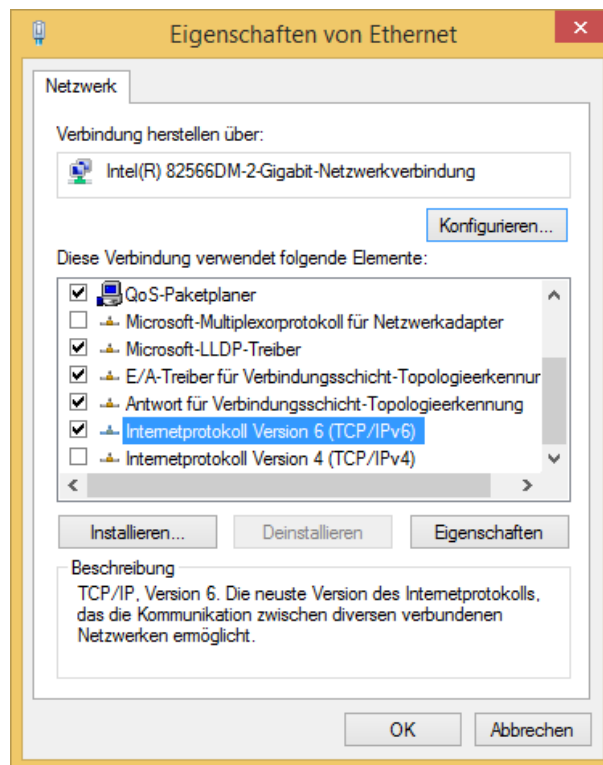 Eigenschaften von Ethernet
Netzwerk
Verbindung herstellen über:
Intel(R) 82566DM-2-Gigabit-Netzwerkverbindung
Konfigurieren...
Diese Verbindung verwendet folgende Elemente:
QoS-Paketplaner
Microsoft-Multiplexorprotokoll für Netzwerkadapter
Microsoft-LLDP-Treiber
E/A-Treiber für Verbindungsschicht-Topologieerkennur
Antwort für Verbindungsschicht-Topologieerkennung
Internetprotokoll Version 6 (TCP/IPv6)
Internetprotokoll Version 4 (TCP/IPv4)
Installieren... Deinstallieren Eigenschaften
Beschreibung
TCP/IP, Version 6. Die neuste Version des Internetprotokolls,
das die Kommunikation zwischen diversen verbundenen
Netzwerken ermöglicht.
OK Abbrechen